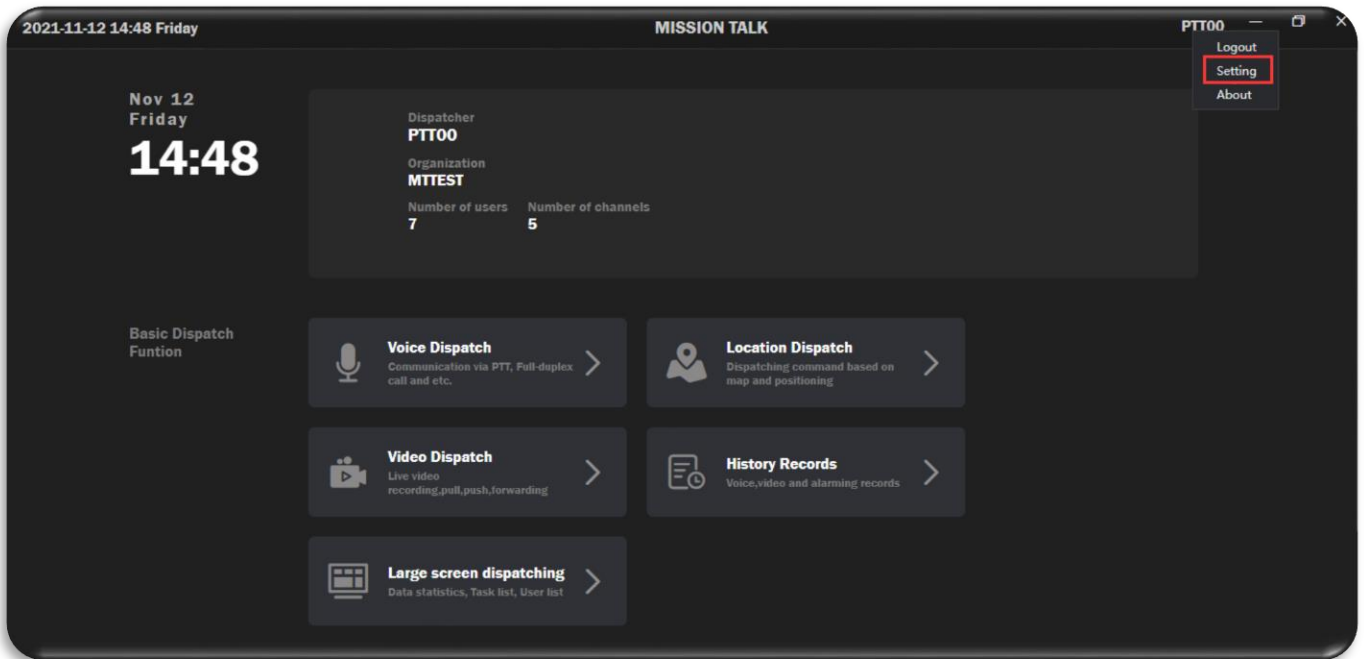 2021-11-12 14:48 Friday
MISSION TALK
PTT00
Logout
Setting
About
Nov 12
Friday
14:48
Dispatcher
PTT00
Organization
MTTEST
Number of users Number of channels
7 5
Basic Dispatch
Funtion
Voice Dispatch
Communication via PTT, Full-duplex
call and etc.
Location Dispatch
Dispatching command based on
map and positioning
Video Dispatch
Live video
recording,pull,push,forwarding
History Records
Voice,video and alarming records
Large screen dispatching
Data statistics, Task list, User list